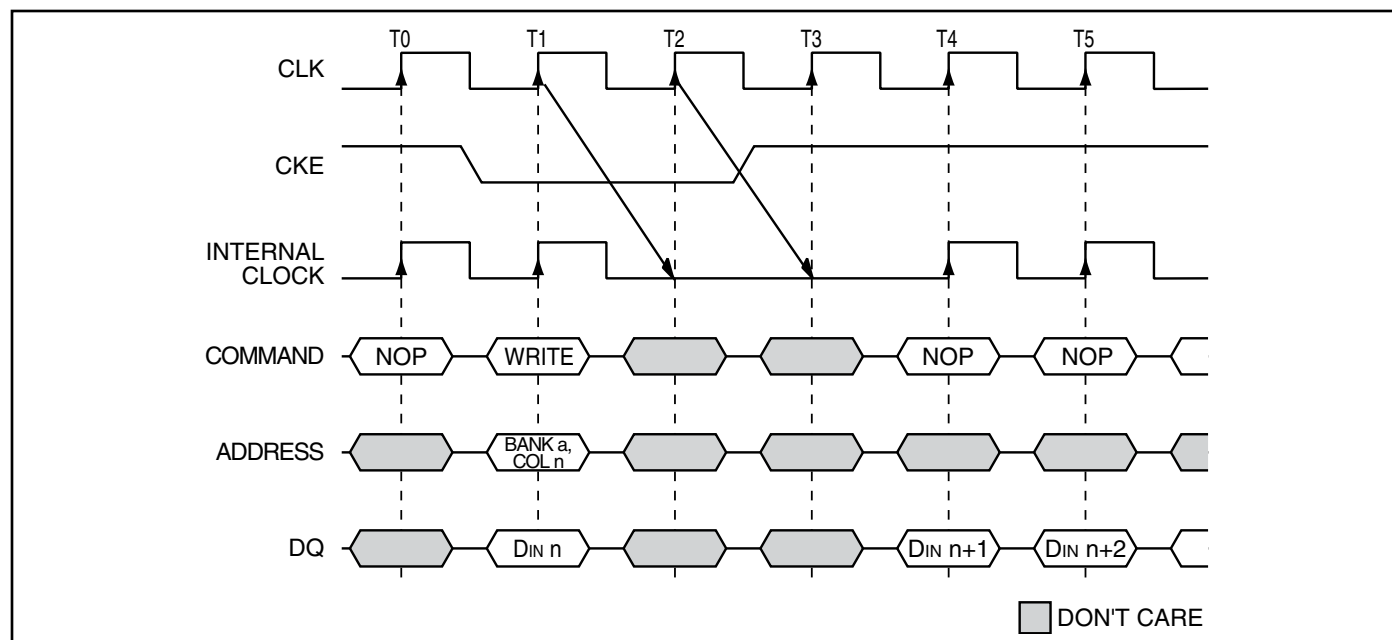 T0 T1 T2 T3 T4 T5
CLK
CKE
INTERNAL
CLOCK
COMMAND NOP WRITE NOP NOP
ADDRESS BANK a,
COL n
DQ DIN n DIN n+1 DIN n+2
DON'T CARE